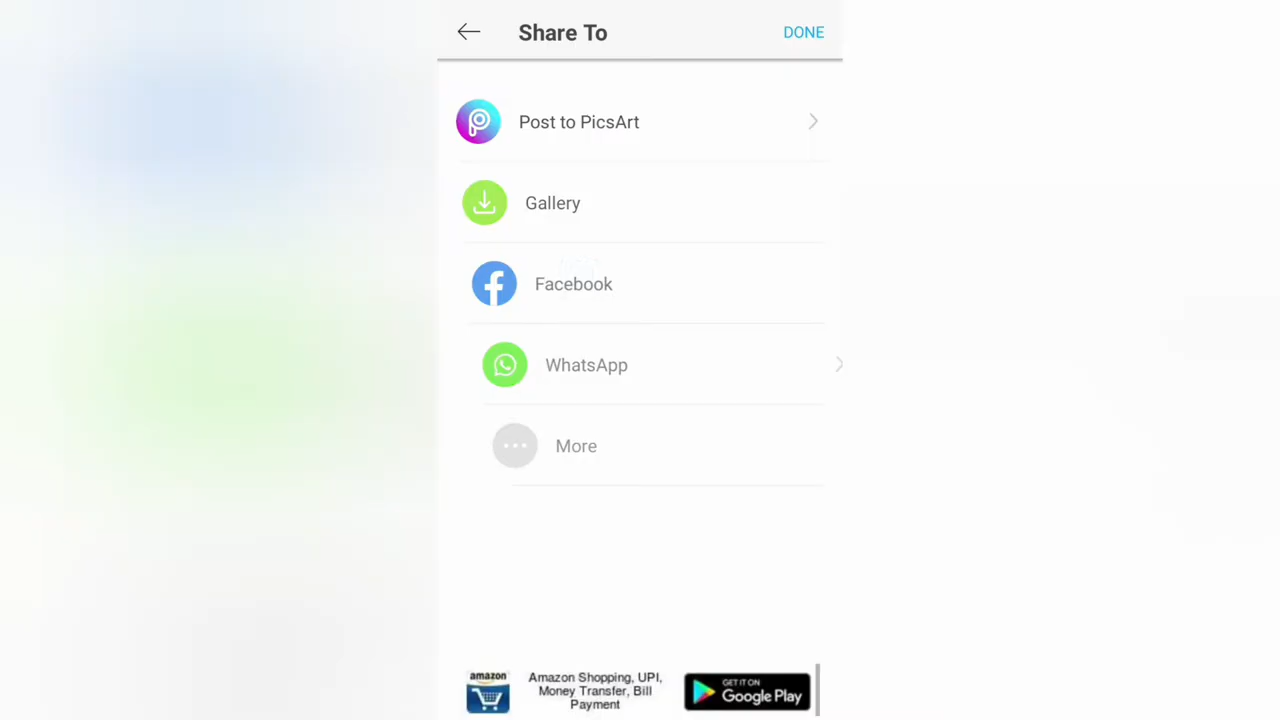 Share To
DONE
Post to PicsArt
Gallery
Facebook
WhatsApp
More
amazon
Amazon Shopping, UPI,
Money Transfer, Bill
Payment
GET IT ON
Google Play